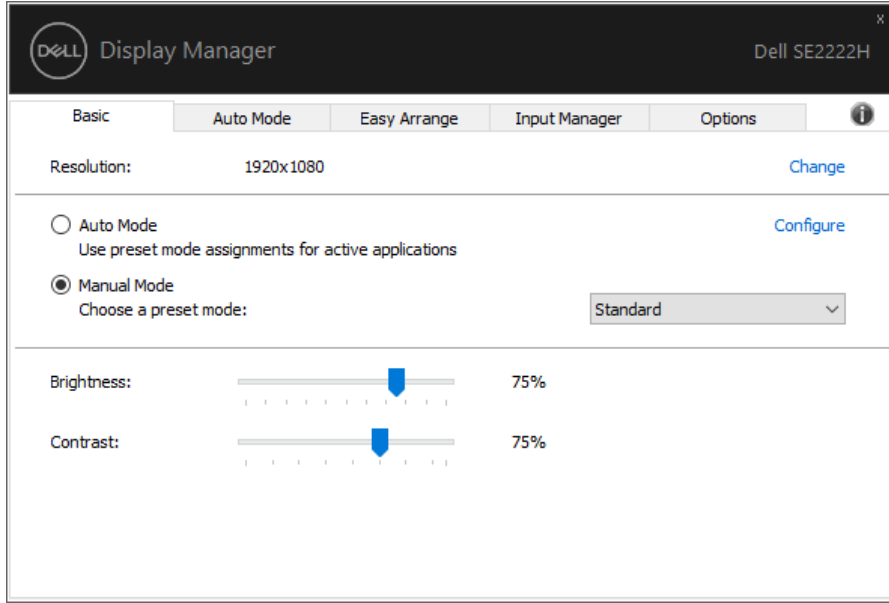 x
DELL Display Manager Dell SE2222H
Basic Auto Mode Easy Arrange Input Manager Options i
Resolution: 1920x1080 Change
Auto Mode Configure
Use preset mode assignments for active applications
Manual Mode
Choose a preset mode: Standard
Brightness: 75%
Contrast: 75%